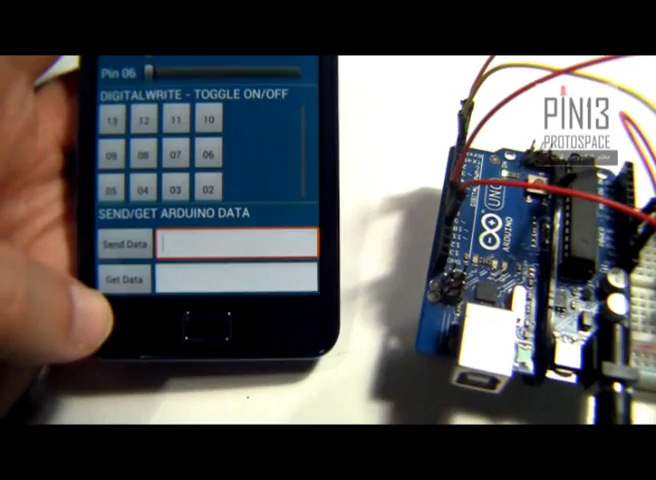 Pin 06
DIGITALWRITE - TOGGLE ON/OFF
13 12 11 10
09 08 07 06
05 04 03 02
SEND/GET ARDUINO DATA
Send Data
Get Data
PIN13
PROTOSPACE
UNO
ARDUINO